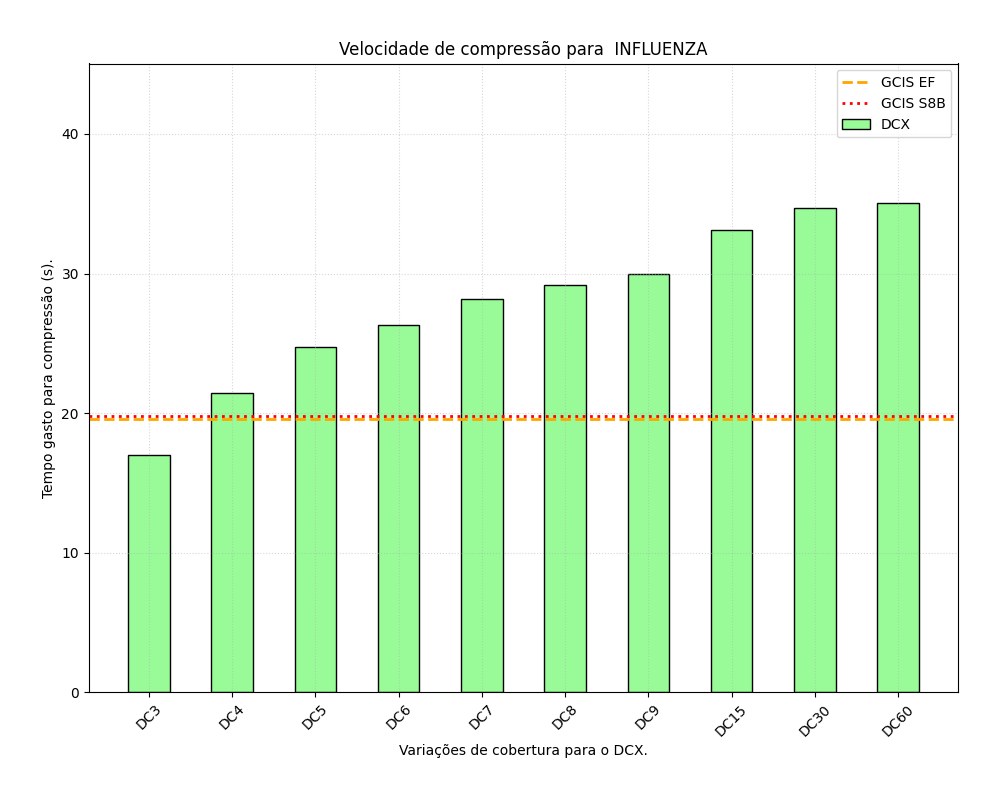 Velocidade de compressão para  INFLUENZA
GCIS EF
GCIS S8B
DCX
Tempo gasto para compressão (s).
40
30
20
10
0
DC3
DC4
DC5
DC6
DC7
DC8
DC9
DC15
DC30
DC60
Variações de cobertura para o DCX.